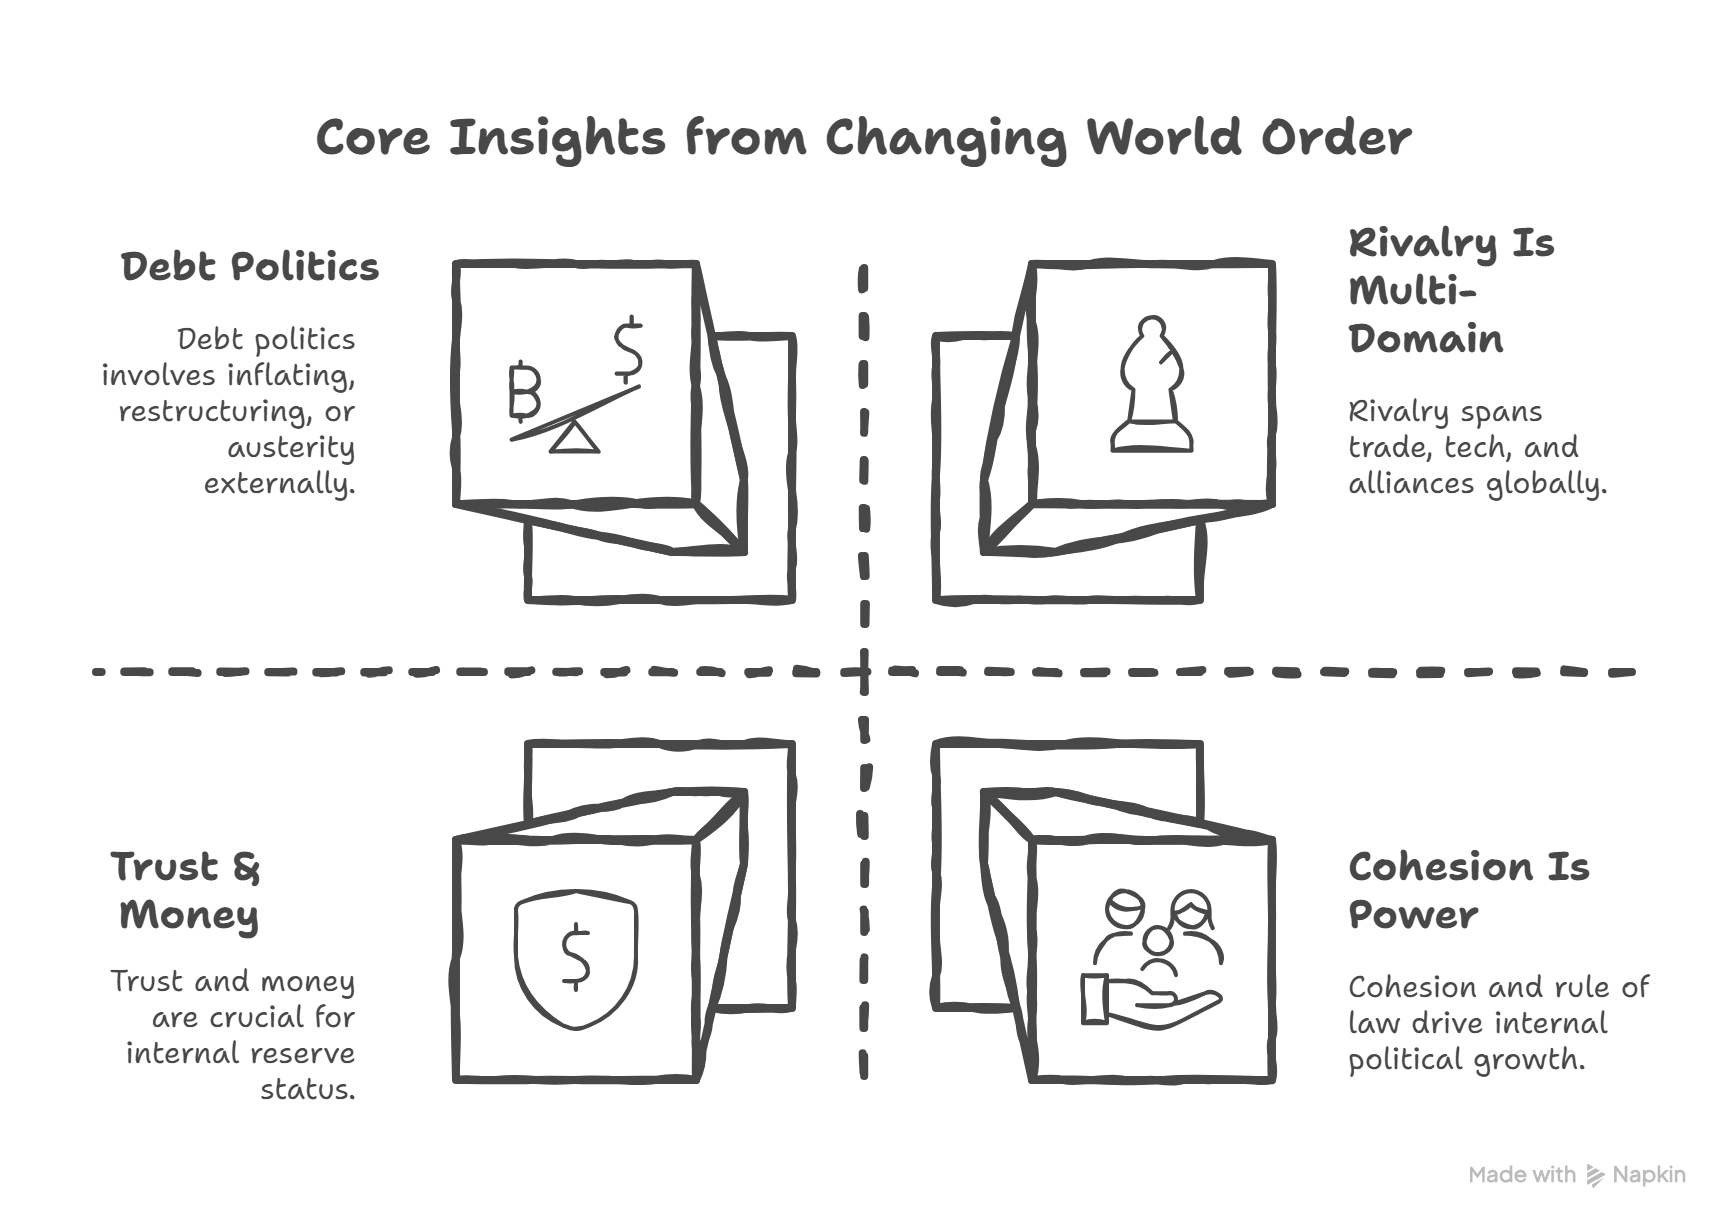 Core Insights from Changing World Order
Debt Politics
Debt politics
involves inflating,
restructuring, or
austerity
externally.
Rivalry Is
Multi-
Domain
Rivalry spans
trade, tech, and
alliances globally.
Trust &
Money
Trust and money
are crucial for
internal reserve
status.
Cohesion Is
Power
Cohesion and rule of
law drive internal
political growth.
Made with Napkin